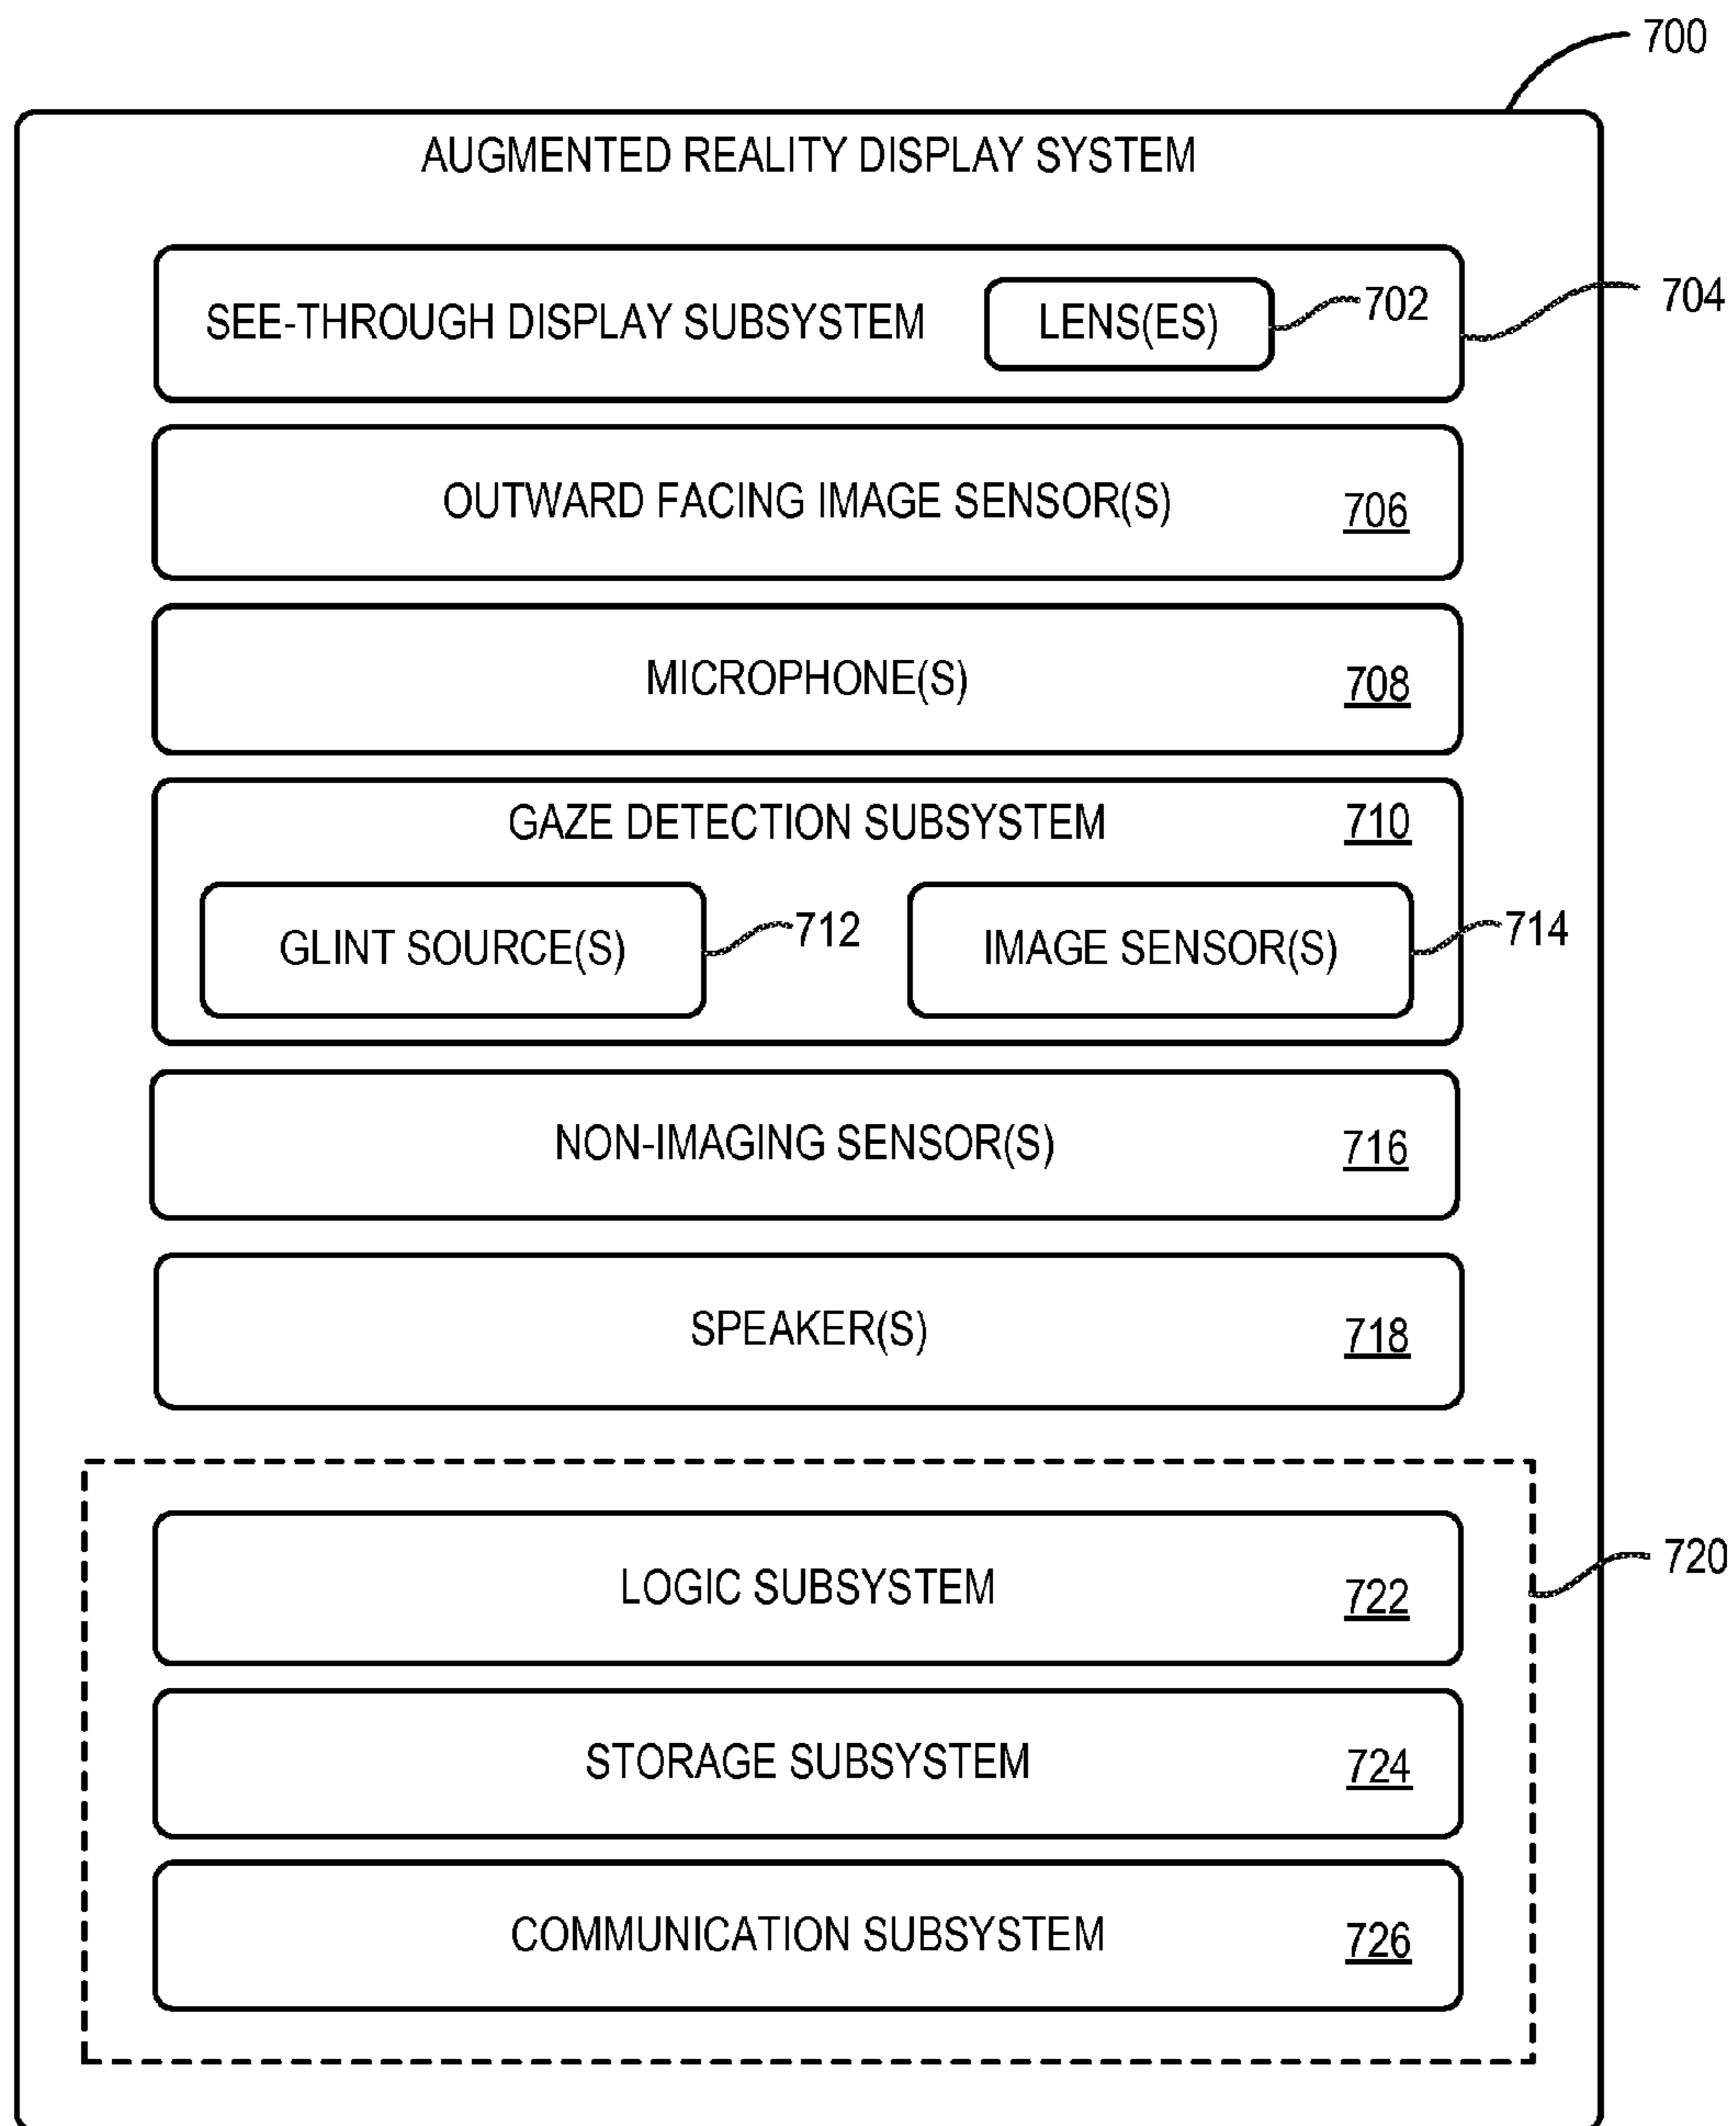 700
AUGMENTED REALITY DISPLAY SYSTEM
SEE-THROUGH DISPLAY SUBSYSTEM
LENS(ES)
702
704
OUTWARD FACING IMAGE SENSOR(S)
706
MICROPHONE(S)
708
GAZE DETECTION SUBSYSTEM
710
GLINT SOURCE(S)
712
IMAGE SENSOR(S)
714
NON-IMAGING SENSOR(S)
716
SPEAKER(S)
718
720
LOGIC SUBSYSTEM
722
STORAGE SUBSYSTEM
724
COMMUNICATION SUBSYSTEM
726